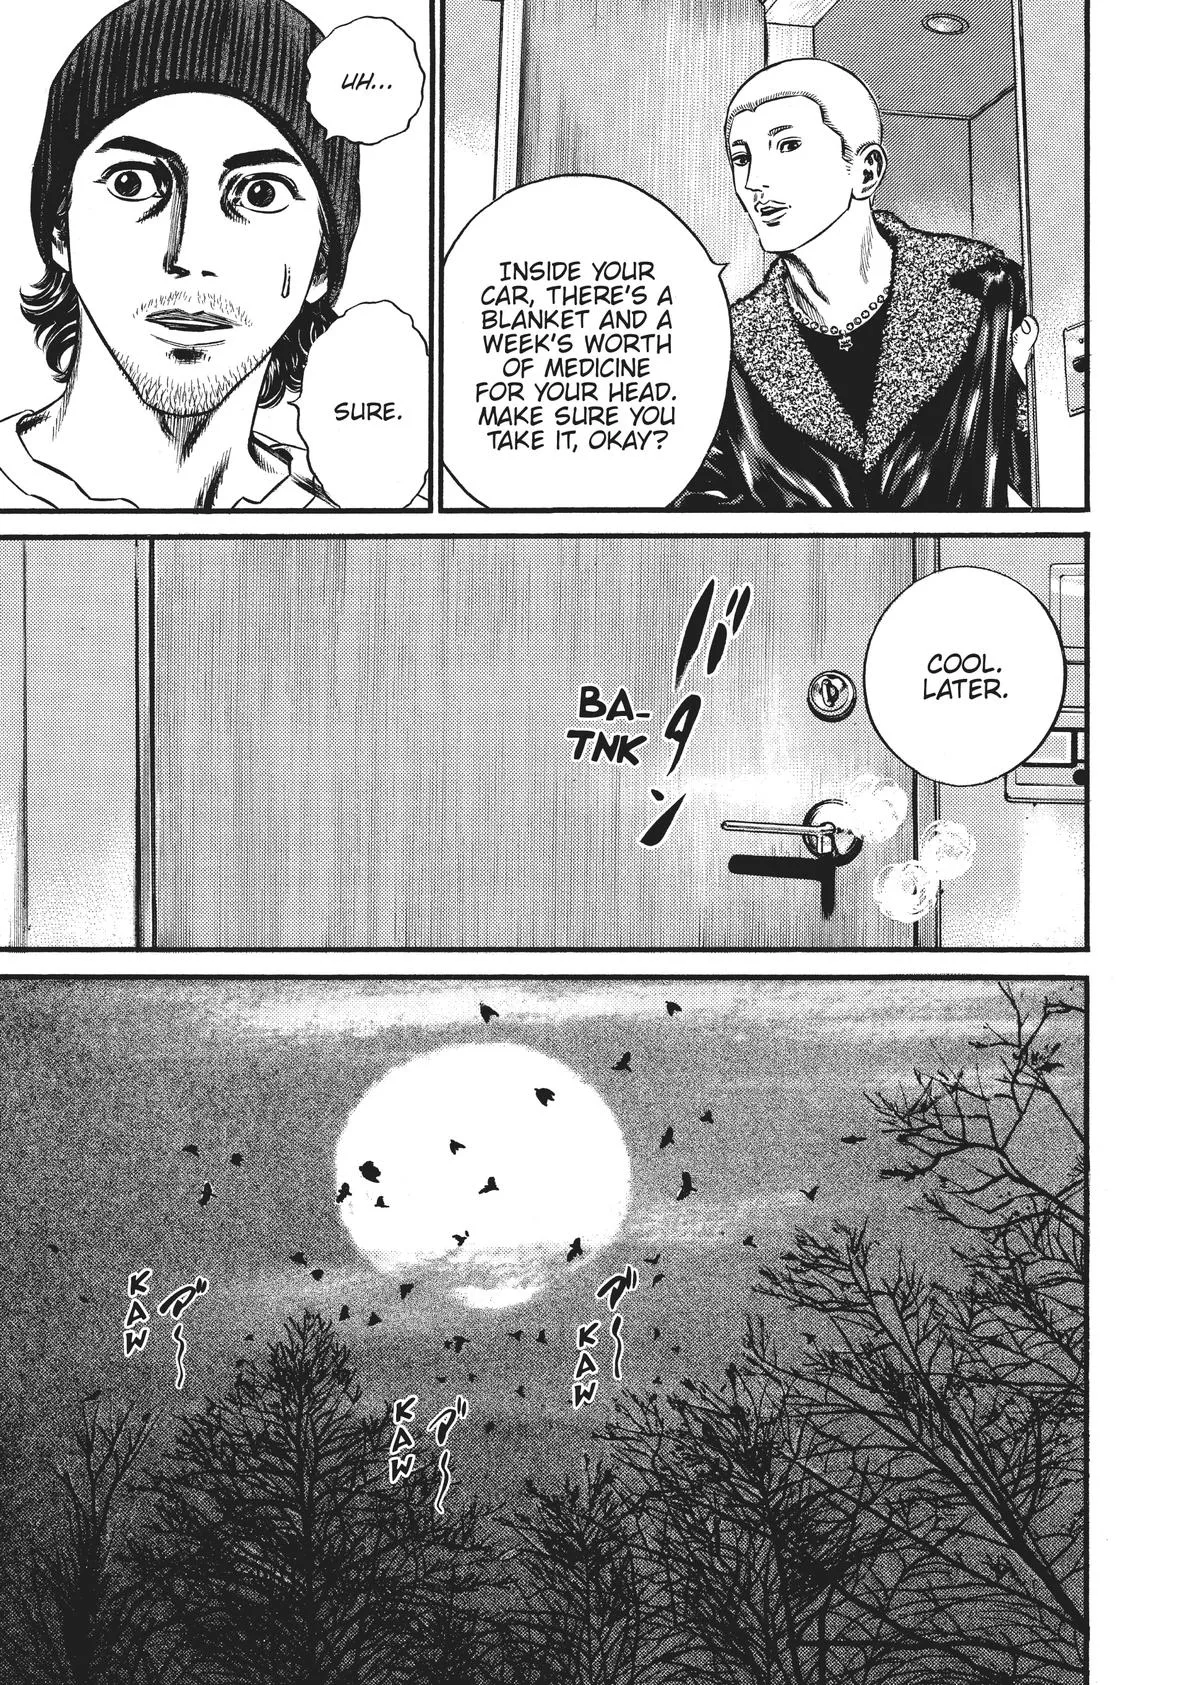 INSIDE YOUR
CAR, THERE'S A
BLANKET AND A
WEEK'S WORTH
OF MEDICINE
FOR YOUR HEAD.
MAKE SURE YOU
TAKE IT, OKAY?
UH...
SURE.
COOL.
LATER.
バタン
BA-
TNK
ガ〜
KAW
ガ〜
KAW
ガ〜
KAW